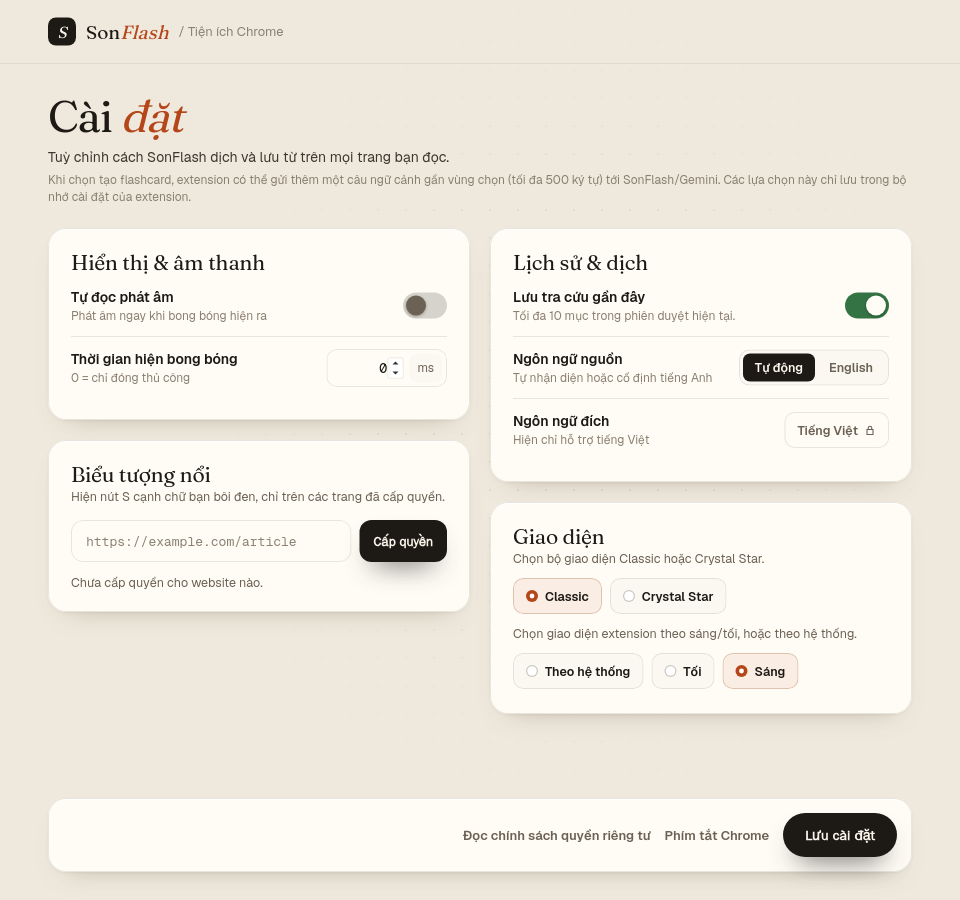 S SonFlash / Tiện ích Chrome
Cài đặt
Tuỳ chỉnh cách SonFlash dịch và lưu từ trên mọi trang bạn đọc.
Khi chọn tạo flashcard, extension có thể gửi thêm một câu ngữ cảnh gần vùng chọn (tối đa 500 ký tự) tới SonFlash/Gemini. Các lựa chọn này chỉ lưu trong bộ
nhớ cài đặt của extension.
Hiển thị & âm thanh
Tự đọc phát âm
Phát âm ngay khi bong bóng hiện ra
Thời gian hiện bong bóng
0 = chỉ đóng thủ công
0 ms
Biểu tượng nổi
Hiện nút S cạnh chữ bạn bôi đen, chỉ trên các trang đã cấp quyền.
https://example.com/article
Cấp quyền
Chưa cấp quyền cho website nào.
Lịch sử & dịch
Lưu tra cứu gần đây
Tối đa 10 mục trong phiên duyệt hiện tại.
Ngôn ngữ nguồn
Tự nhận diện hoặc cố định tiếng Anh
Tự động English
Ngôn ngữ đích
Hiện chỉ hỗ trợ tiếng Việt
Tiếng Việt
Giao diện
Chọn bộ giao diện Classic hoặc Crystal Star.
Classic Crystal Star
Chọn giao diện extension theo sáng/tối, hoặc theo hệ thống.
Theo hệ thống Tối Sáng
Đọc chính sách quyền riêng tư Phím tắt Chrome Lưu cài đặt